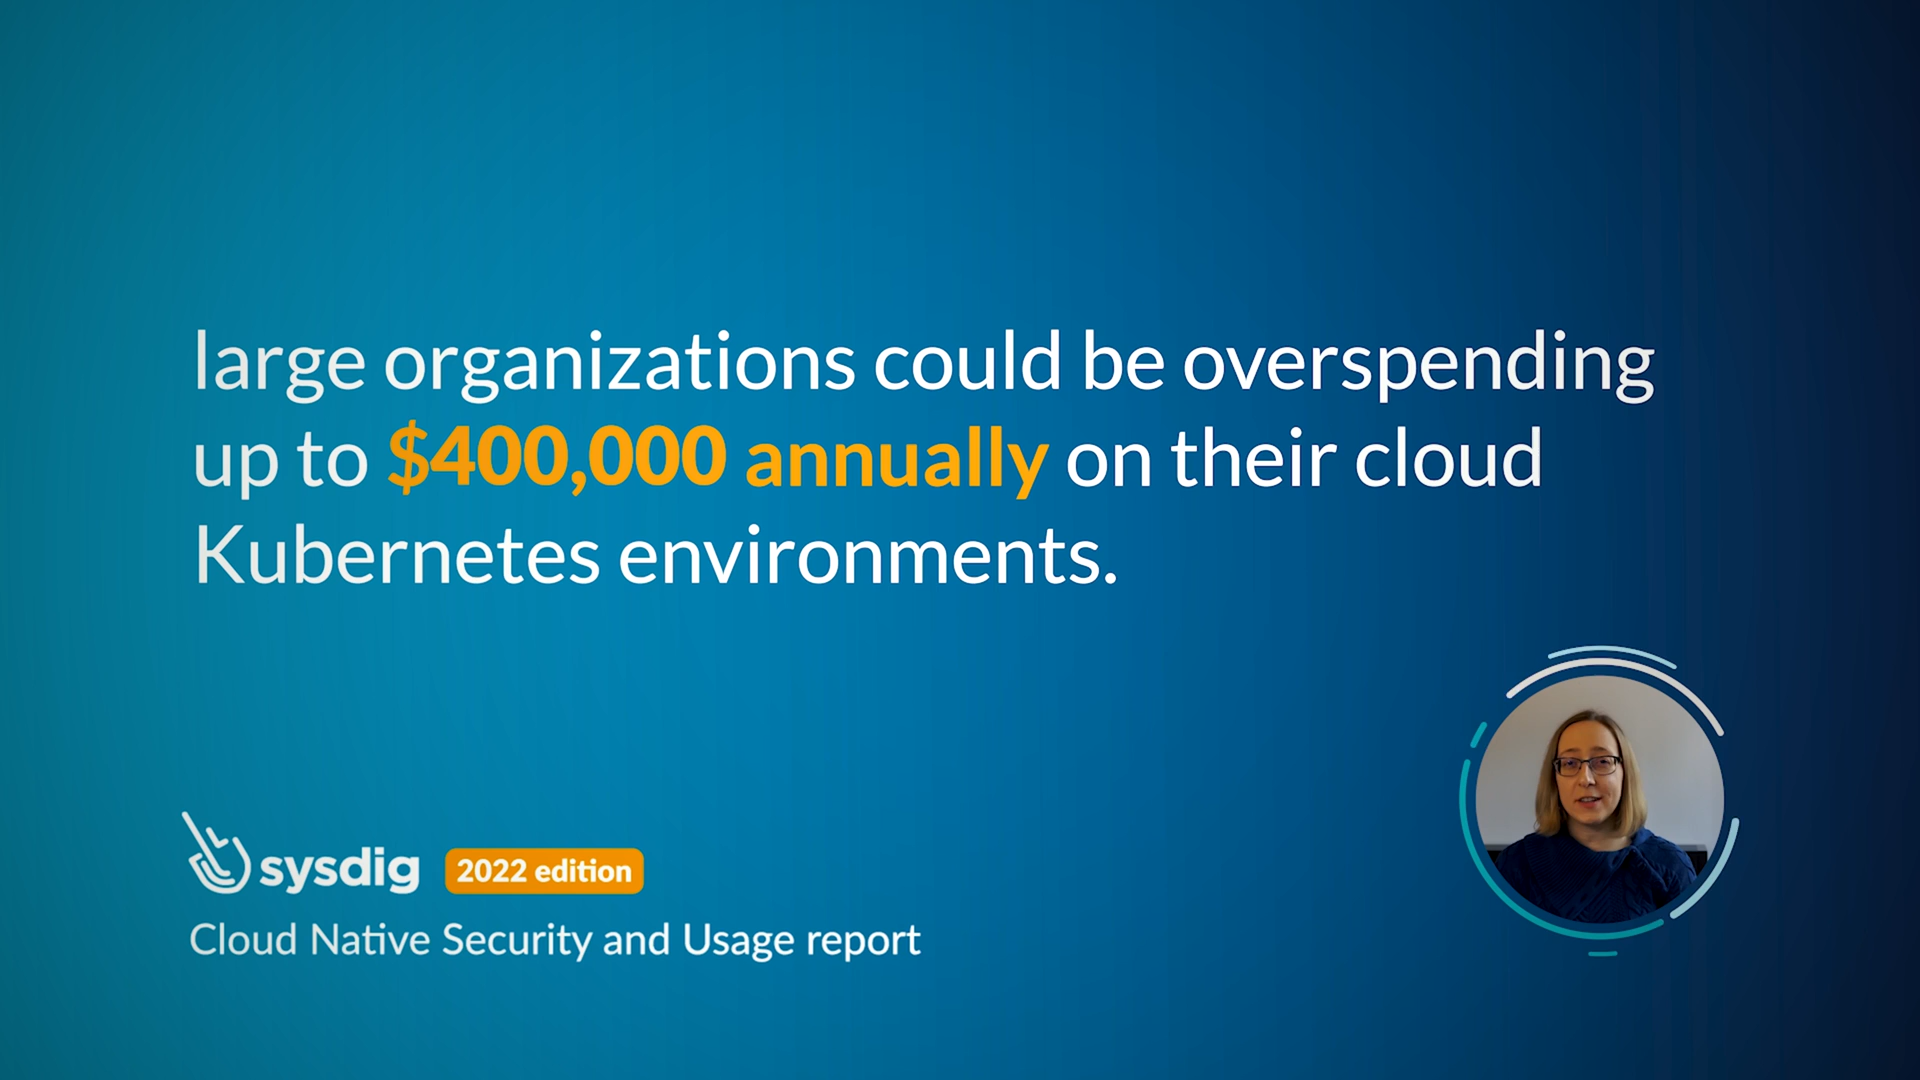 large organizations could be overspending
up to $400,000 annually on their cloud
Kubernetes environments.
sysdig 2022 edition
Cloud Native Security and Usage report